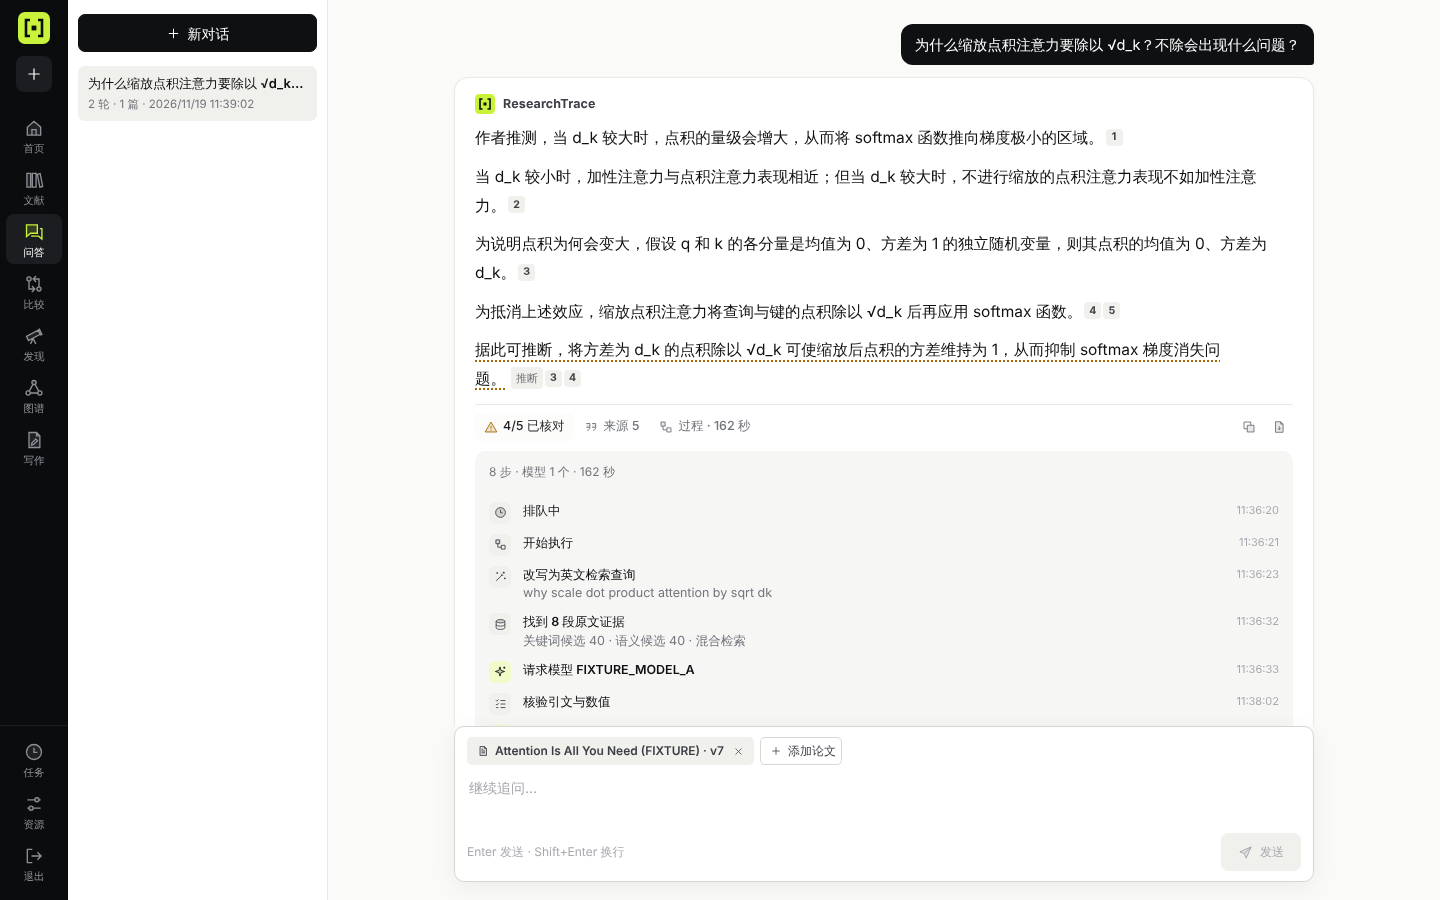 新对话
为什么缩放点积注意力要除以 √d_k...
2 轮 · 1 篇 · 2026/11/19 11:39:02
首页
文献
问答
比较
发现
图谱
写作
任务
资源
退出
为什么缩放点积注意力要除以 √d_k？不除会出现什么问题？
ResearchTrace
作者推测，当 d_k 较大时，点积的量级会增大，从而将 softmax 函数推向梯度极小的区域。 1
当 d_k 较小时，加性注意力与点积注意力表现相近；但当 d_k 较大时，不进行缩放的点积注意力表现不如加性注意
力。 2
为说明点积为何会变大，假设 q 和 k 的各分量是均值为 0、方差为 1 的独立随机变量，则其点积的均值为 0、方差为
d_k。 3
为抵消上述效应，缩放点积注意力将查询与键的点积除以 √d_k 后再应用 softmax 函数。 4 5
据此可推断，将方差为 d_k 的点积除以 √d_k 可使缩放后点积的方差维持为 1，从而抑制 softmax 梯度消失问
题。 推断 3 4
4/5 已核对 来源 5 过程 · 162 秒
8 步 · 模型 1 个 · 162 秒
排队中 11:36:20
开始执行 11:36:21
改写为英文检索查询 11:36:23
why scale dot product attention by sqrt dk
找到 8 段原文证据 11:36:32
关键词候选 40 · 语义候选 40 · 混合检索
请求模型 FIXTURE_MODEL_A 11:36:33
核验引文与数值 11:38:02
Attention Is All You Need (FIXTURE) · v7 × + 添加论文
继续追问...
Enter 发送 · Shift+Enter 换行 发送